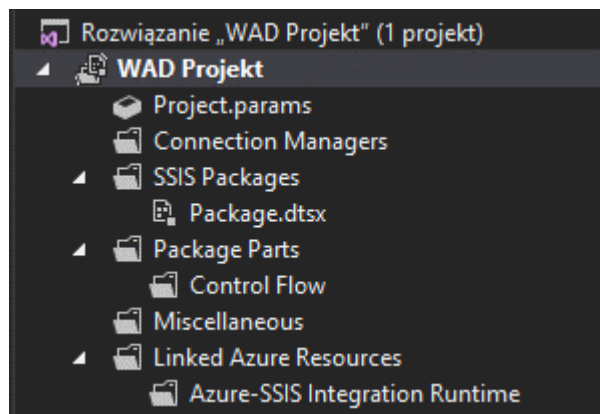 Rozwiązanie „WAD Projekt” (1 projekt)
WAD Projekt
Project.params
Connection Managers
SSIS Packages
Package.dtsx
Package Parts
Control Flow
Miscellaneous
Linked Azure Resources
Azure-SSIS Integration Runtime